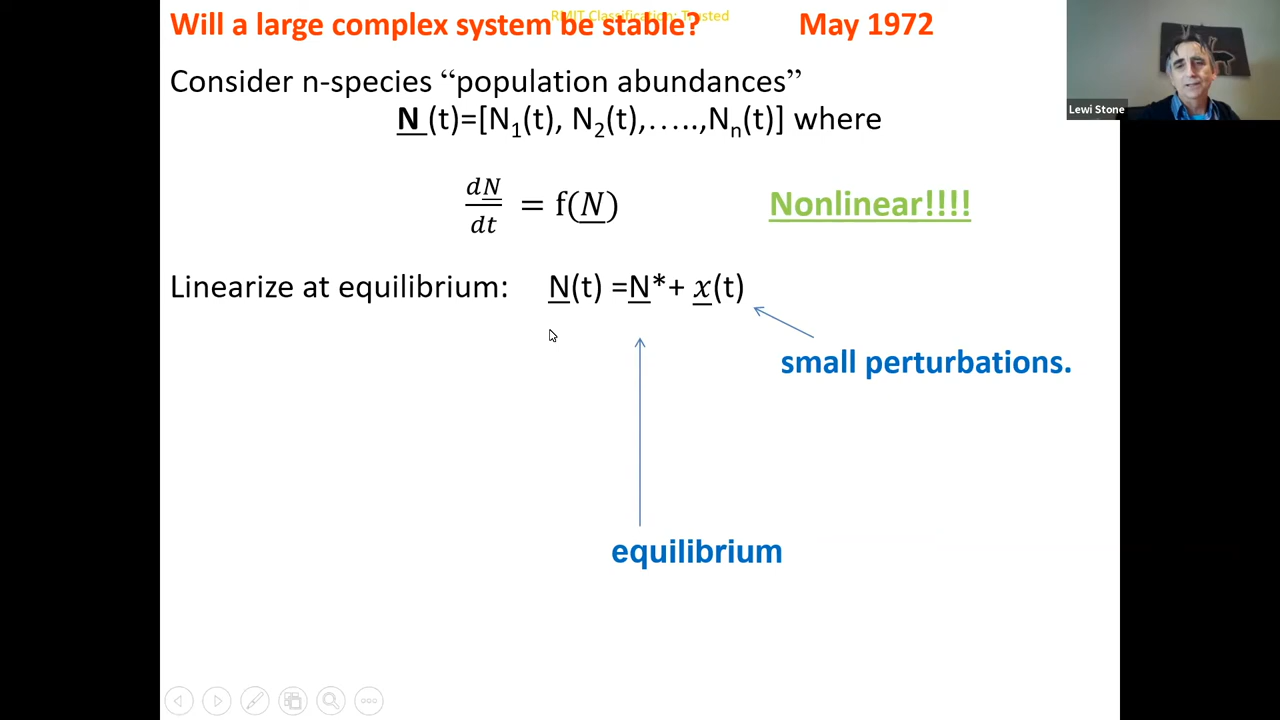 RMIT Classification: Trusted
Will a large complex system be stable? May 1972
Lewi Stone
Consider n-species “population abundances”
N (t)=[N₁(t), N₂(t),.....,Nₙ(t)] where
dN/dt = f(N) Nonlinear!!!!
Linearize at equilibrium: N(t) =N*+ x(t)
small perturbations.
equilibrium